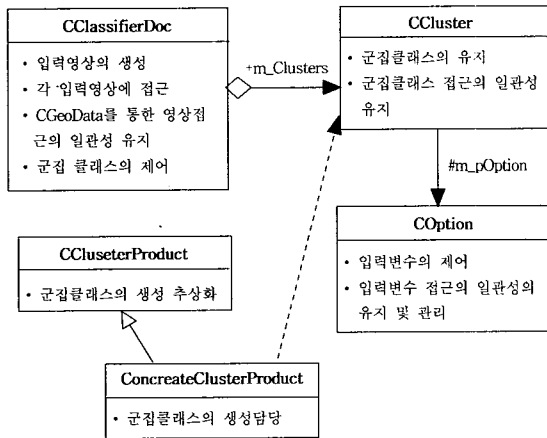 CClassifierDoc
• 입력영상의 생성
• 각 입력영상에 접근
• CGeoData를 통한 영상접
근의 일관성 유지
• 군집 클래스의 제어
+m_Clusters
CCluster
• 군집클래스의 유지
• 군집클래스 접근의 일관성
유지
#m_pOption
COption
• 입력변수의 제어
• 입력변수 접근의 일관성의
유지 및 관리
CCluseterProduct
• 군집클래스의 생성 추상화
ConcreateClusterProduct
• 군집클래스의 생성담당